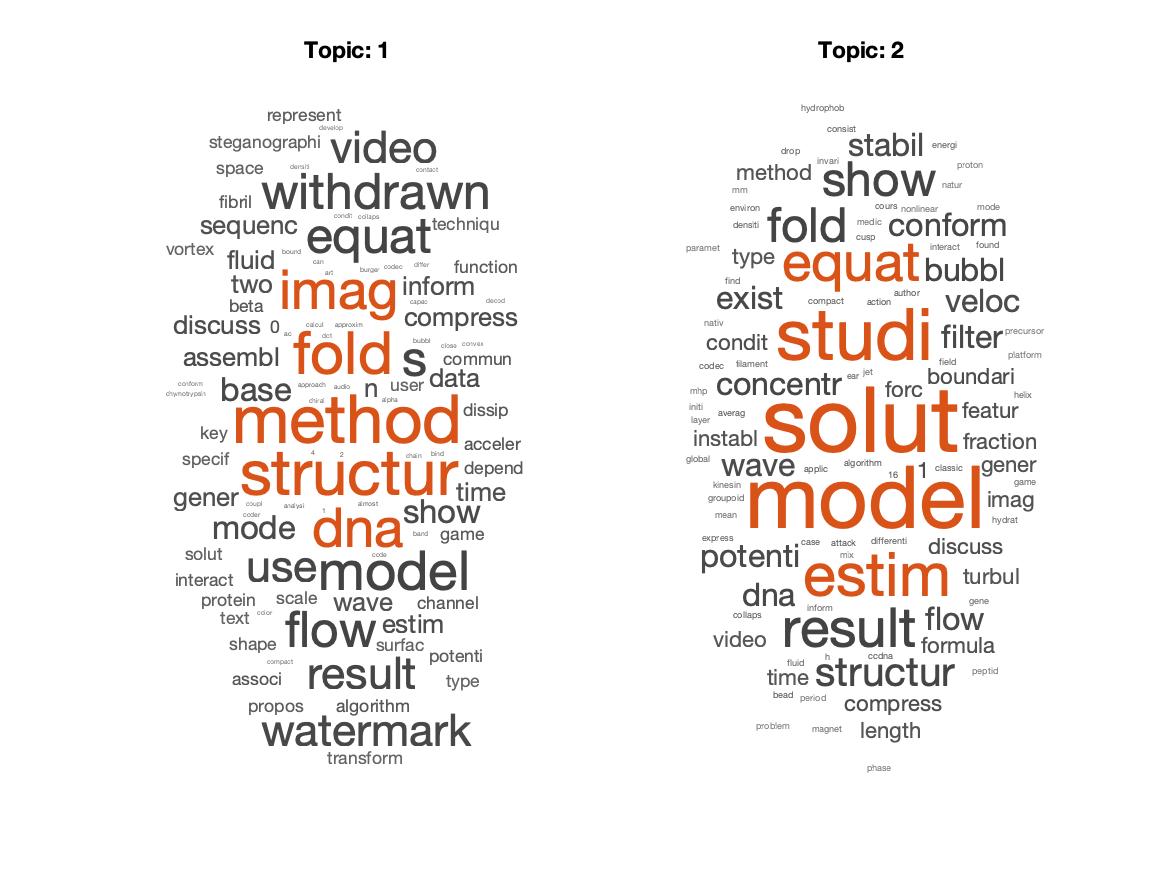 Topic: 1
represent
develop
steganographi video
space densiti contact
fibril withdrawn
condit collaps
sequenc equat techniqu
vortex fluid bound
can burger codec differ function
art
two imag inform
beta capac decod
discuss 0 calcul approxim compress
ac dct
assembl fold s bubbl close convex
commun
conform base approach audio n user data
chymotrypsin chiral alpha
key method dissip
acceler
specif 4 2 chain bind
structur depend
gener coupl analysi almost time
coder 1 show
mode dna band game
solut code
interact use model
protein scale wave channel
text color flow estim
shape surfac
compact potenti
associ result type
propos algorithm
watermark
transform
Topic: 2
hydrophob
consist
drop stabil energi
invari
method show proton
mm natur
environ cours nonlinear mode
densiti fold medic conform
cusp
paramet type interact found
equat bubbl
find author
exist compact action veloc
nativ studi filter precursor
condit platform
codec filament field
ear jet boundari
mhp concentr forc helix
initi averag solut featur
layer
instabl fraction
global wave applic algorithm 16 1 classic gener
kinesin game
groupoid model imag
mean hydrat
express case attack differenti
potenti mix discuss
estim turbul
dna gene
collaps inform
video result flow
formula
fluid h ccdna
time structur peptid
bead period compress
problem magnet length
phase